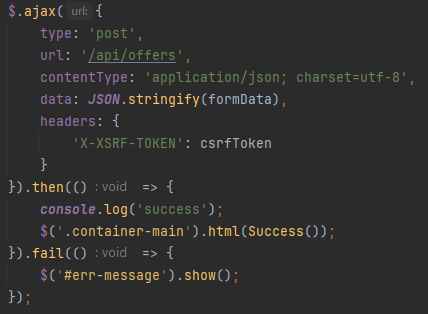 $.ajax( url: {
    type: 'post',
    url: '/api/offers',
    contentType: 'application/json; charset=utf-8',
    data: JSON.stringify(formData),
    headers: {
        'X-XSRF-TOKEN': csrfToken
    }
}).then(() :void  => {
    console.log('success');
    $('.container-main').html(Success());
}).fail(() :void  => {
    $('#err-message').show();
});